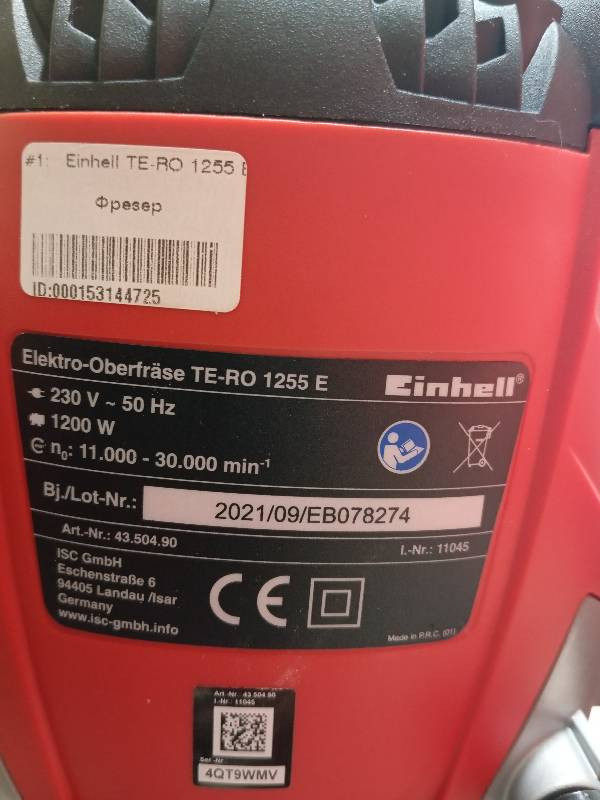 #1: Einhell TE-RO 1255 E
Фрезер
ID:000153144725
Elektro-Oberfräse TE-RO 1255 E
Einhell®
230 V ~ 50 Hz
1200 W
n₀: 11.000 - 30.000 min⁻¹
Bj./Lot-Nr.: 2021/09/EB078274
Art.-Nr.: 43.504.90
I.-Nr.: 11045
ISC GmbH
Eschenstraße 6
94405 Landau /Isar
Germany
www.isc-gmbh.info
CE
Made in P.R.C. (01)
Art.-Nr.: 43.504.90
I.-Nr.: 11045
Ser.-Nr.
4QT9WMV